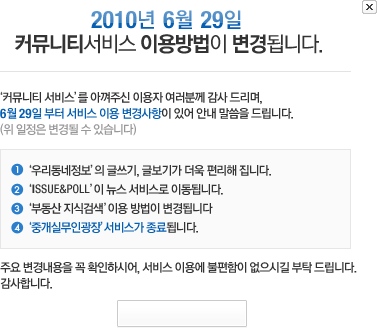 2010년 6월 29일
커뮤니티서비스 이용방법이 변경됩니다.
'커뮤니티 서비스'를 아껴주신 이용자 여러분께 감사 드리며,
6월 29일 부터 서비스 이용 변경사항이 있어 안내 말씀을 드립니다.
(위 일정은 변경될 수 있습니다)
1 '우리동네정보'의 글쓰기, 글보기가 더욱 편리해 집니다.
2 'ISSUE&POLL'이 뉴스 서비스로 이동됩니다.
3 '부동산 지식검색' 이용 방법이 변경됩니다
4 '중개실무인광장' 서비스가 종료됩니다.
주요 변경내용을 꼭 확인하시어, 서비스 이용에 불편함이 없으시길 부탁 드립니다.
감사합니다.